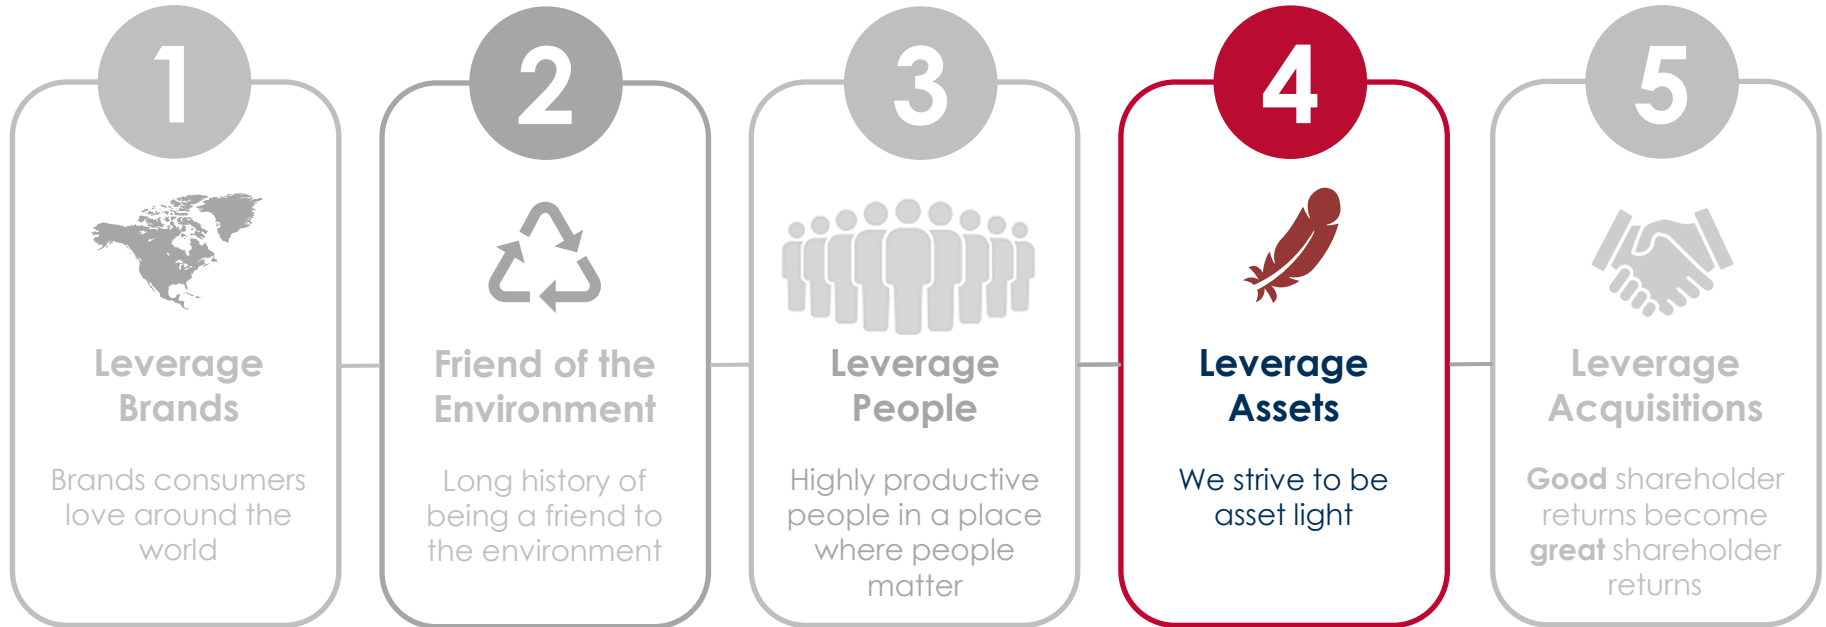 1
Leverage
Brands
Brands consumers
love around the
world
2
Friend of the
Environment
Long history of
being a friend to
the environment
3
Leverage
People
Highly productive
people in a place
where people
matter
4
Leverage
Assets
We strive to be
asset light
5
Leverage
Acquisitions
Good shareholder
returns become
great shareholder
returns